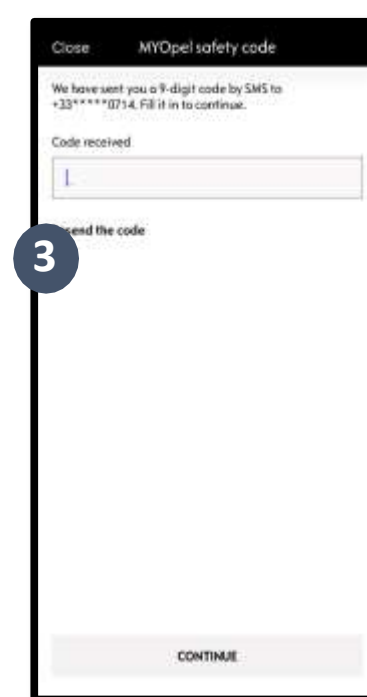 Close MYOpel safety code
We have sent you a 9-digit code by SMS to
+33*****0714. Fill it in to continue.
Code received
send the code
3
CONTINUE